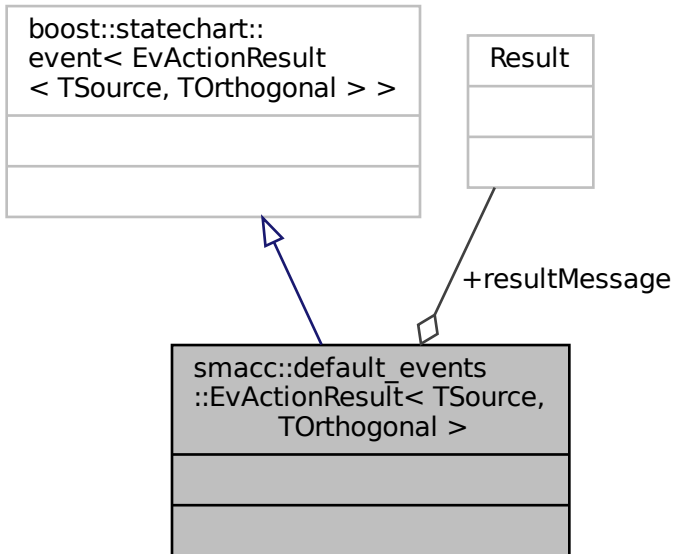 boost::statechart::
event< EvActionResult
< TSource, TOrthogonal > >
Result
+resultMessage
smacc::default_events
::EvActionResult< TSource,
TOrthogonal >